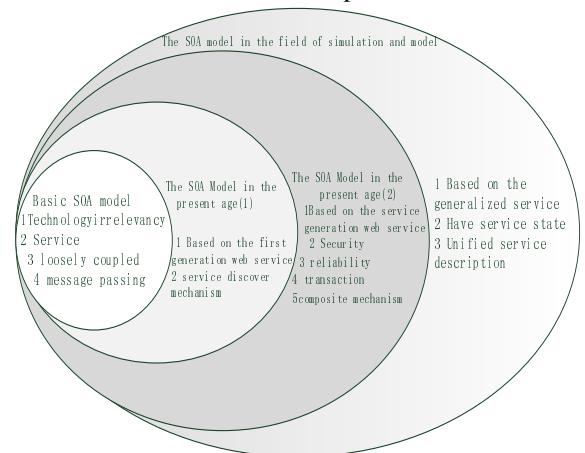 The SOA model in the field of simulation and model
Basic SOA model
1Technologyirrelevancy
2 Service
3 loosely coupled
4 message passing
The SOA Model in the
present age(1)
1 Based on the first
generation web service
2 service discover
mechanism
The SOA Model in the
present age(2)
1Based on the service
generation web service
2 Security
3 reliability
4 transaction
5composite mechanism
1 Based on the
generalized service
2 Have service state
3 Unified service
description